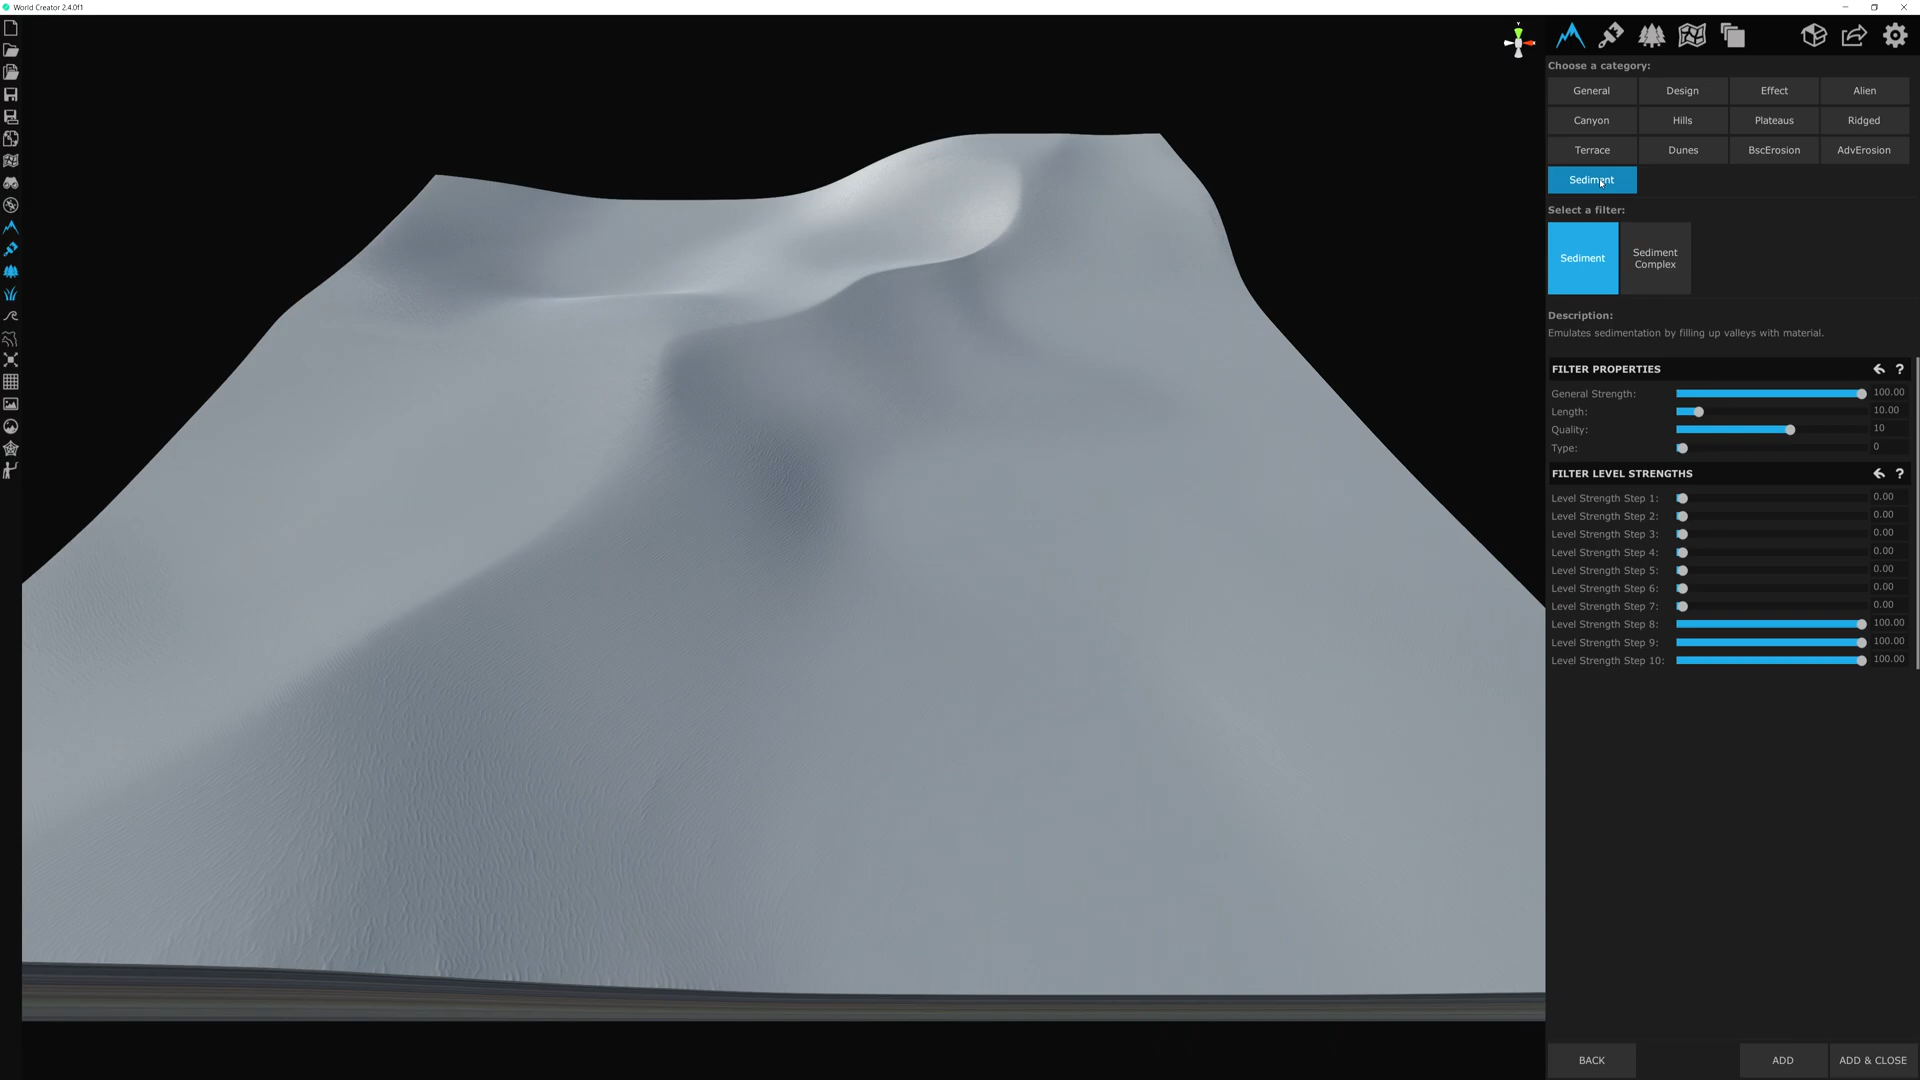 World Creator 2.4.0f1
Y
Choose a category:
General Design Effect Alien
Canyon Hills Plateaus Ridged
Terrace Dunes BscErosion AdvErosion
Sediment
Select a filter:
Sediment
Sediment
Complex
Description:
Emulates sedimentation by filling up valleys with material.
FILTER PROPERTIES ?
General Strength: 100.00
Length: 10.00
Quality: 10
Type: 0
FILTER LEVEL STRENGTHS ?
Level Strength Step 1: 0.00
Level Strength Step 2: 0.00
Level Strength Step 3: 0.00
Level Strength Step 4: 0.00
Level Strength Step 5: 0.00
Level Strength Step 6: 0.00
Level Strength Step 7: 0.00
Level Strength Step 8: 100.00
Level Strength Step 9: 100.00
Level Strength Step 10: 100.00
BACK ADD ADD & CLOSE